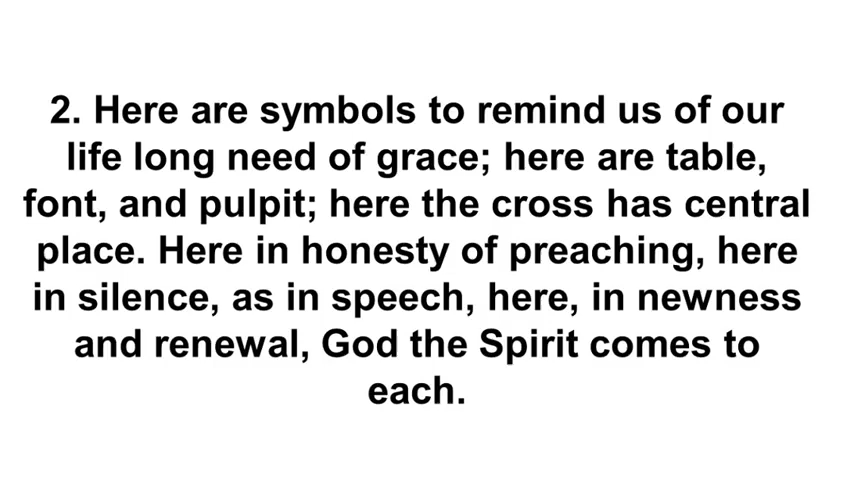 2. Here are symbols to remind us of our
life long need of grace; here are table,
font, and pulpit; here the cross has central
place. Here in honesty of preaching, here
in silence, as in speech, here, in newness
and renewal, God the Spirit comes to
each.